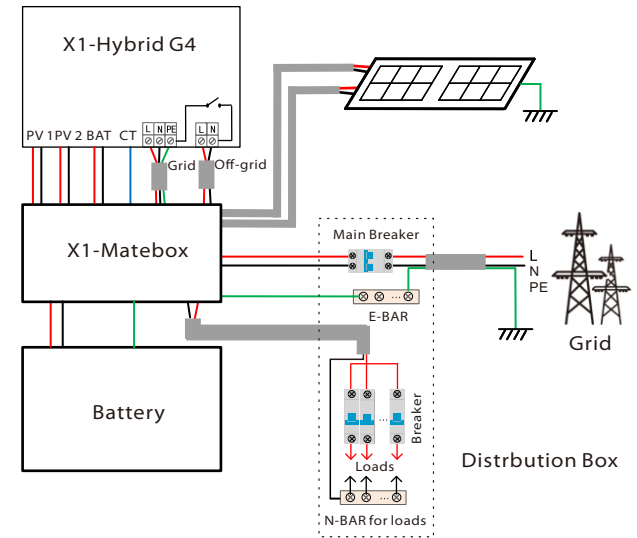 X1-Hybrid G4
PV 1 PV 2 BAT CT
L N PE
L N
Grid
Off-grid
X1-Matebox
Main Breaker
L
N
PE
E-BAR
...
Grid
Battery
Breaker
...
Loads
Distrbution Box
...
N-BAR for loads